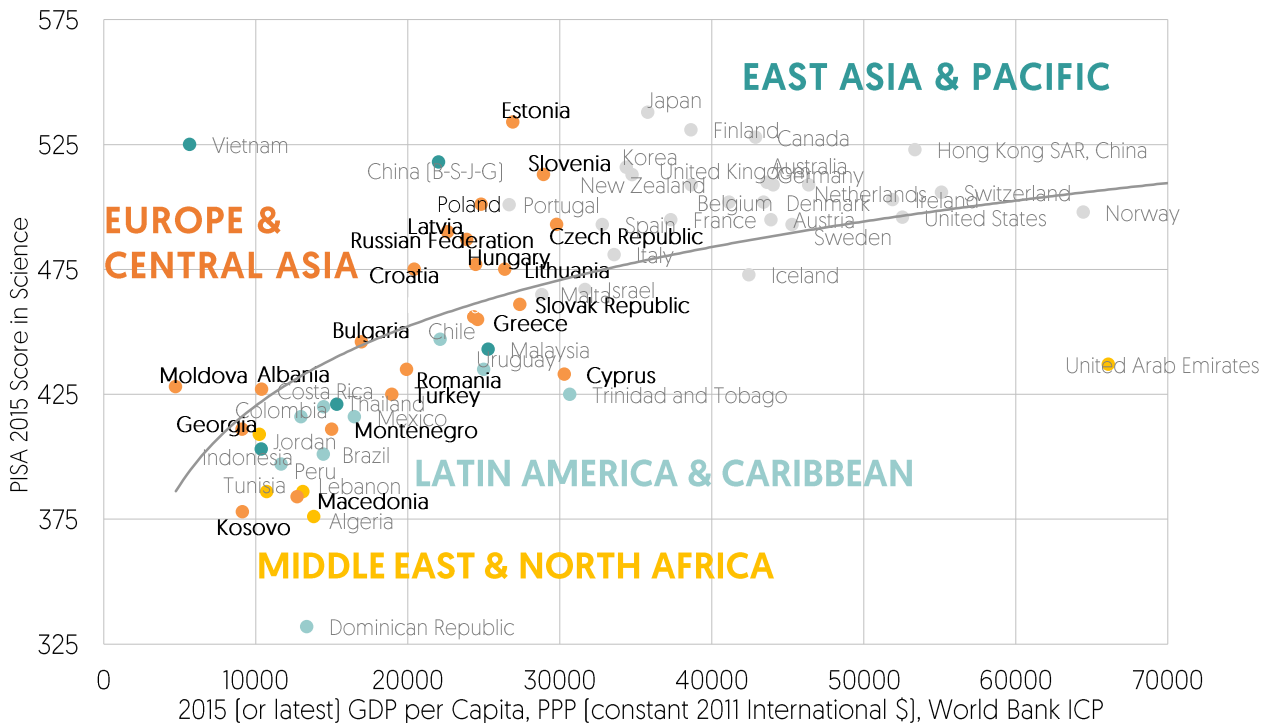 575
EAST ASIA & PACIFIC
Japan
Estonia
Finland
Canada
525
Vietnam
Hong Kong SAR, China
China (B-S-J-G)
Slovenia
Korea
United Kingdom
Australia
Germany
New Zealand
Netherlands
Switzerland
Ireland
Poland
Portugal
Belgium
Denmark
Norway
EUROPE &
CENTRAL ASIA
Latvia
Spain
France
Austria
United States
Russian Federation
Czech Republic
Sweden
Hungary
Italy
475
Croatia
Lithuania
Iceland
Malta
Israel
Slovak Republic
Bulgaria
Chile
Greece
Malaysia
Uruguay
United Arab Emirates
Moldova
Albania
Romania
Cyprus
425
Costa Rica
Turkey
Trinidad and Tobago
Colombia
Thailand
Mexico
Georgia
Montenegro
Jordan
Indonesia
Brazil
Peru
LATIN AMERICA & CARIBBEAN
Tunisia
Lebanon
Macedonia
375
Kosovo
Algeria
MIDDLE EAST & NORTH AFRICA
Dominican Republic
325
PISA 2015 Score in Science
0 10000 20000 30000 40000 50000 60000 70000
2015 (or latest) GDP per Capita, PPP (constant 2011 International $), World Bank ICP